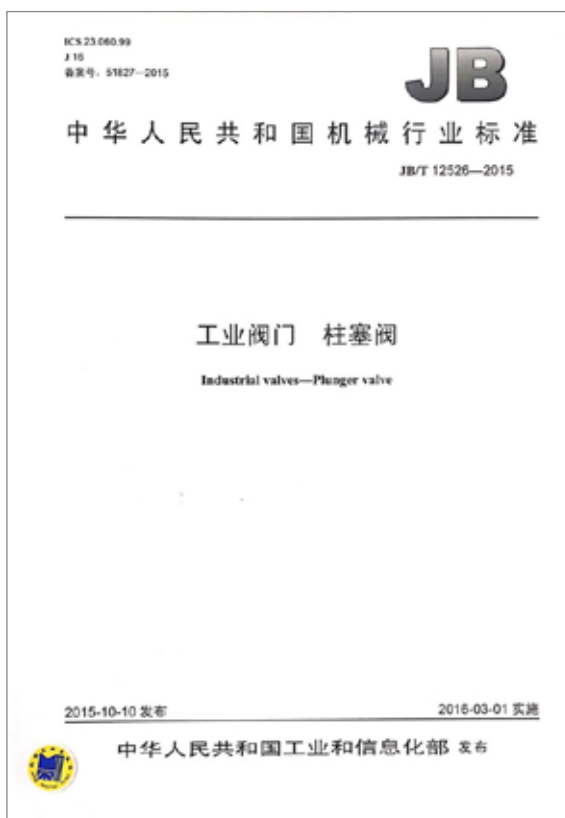 ICS 23.060.99
J 16
备案号：51827—2015
JB
中华人民共和国机械行业标准
JB/T 12526—2015
工业阀门 柱塞阀
Industrial valves—Plunger valve
2015-10-10 发布
2016-03-01 实施
中华人民共和国工业和信息化部 发布